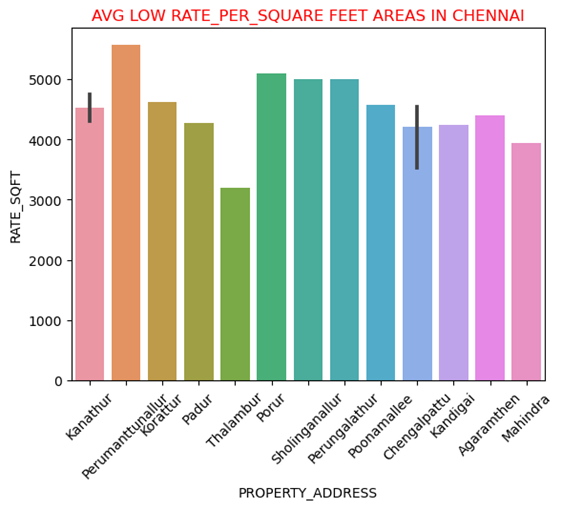 AVG LOW RATE_PER_SQUARE FEET AREAS IN CHENNAI
RATE_SQFT
5000
4000
3000
2000
1000
0
Kanathur
Perumanttunallur
Korattur
Padur
Thalambur
Porur
Sholinganallur
Perungalathur
Poonamallee
Chengalpattu
Kandigai
Agaramthen
Mahindra
PROPERTY_ADDRESS